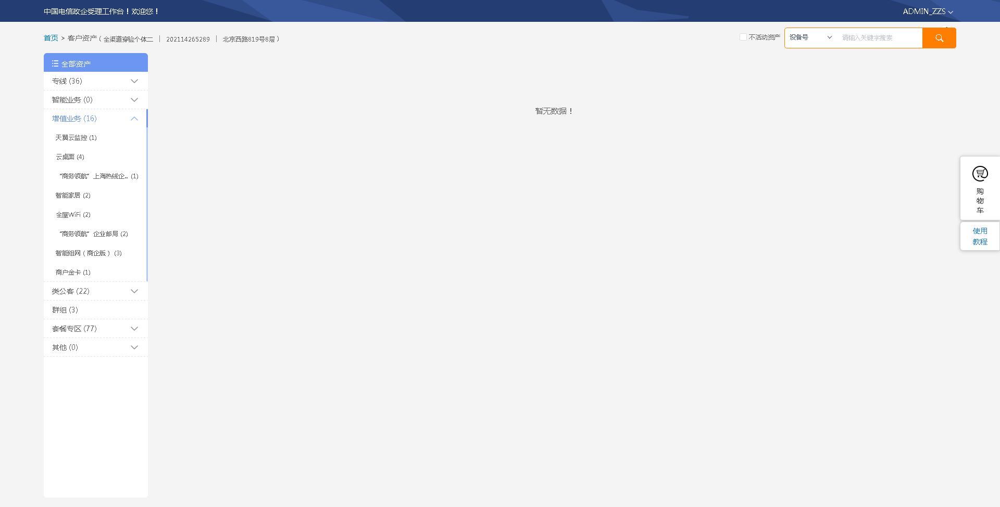 中国电信政企受理工作台！欢迎您！
ADMIN_ZZS
首页 > 客户资产（全渠道穿验个体二 | 202114265289 | 北京西路819号8层）
不活动资产
设备号
请输入关键字搜索
全部资产
专线 (36)
智能业务 (0)
增值业务 (16)
天翼云监控 (1)
云桌面 (4)
“商务领航”上海热线企.. (1)
智能家居 (2)
全屋WiFi (2)
“商务领航”企业邮局 (2)
智能组网（商企版） (3)
商户金卡 (1)
类公客 (22)
群组 (3)
套餐专区 (77)
其他 (0)
暂无数据！
购
物
车
使用
教程